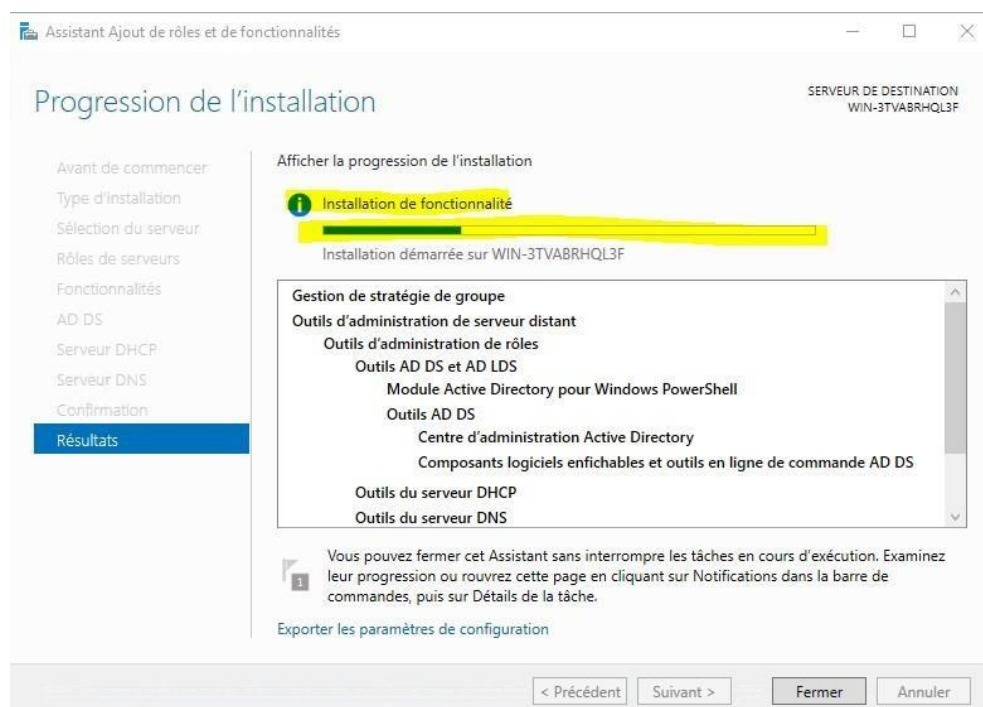 Assistant Ajout de rôles et de fonctionnalités
Progression de l'installation
SERVEUR DE DESTINATION
WIN-3TVABRHQL3F
Avant de commencer
Type d'installation
Sélection du serveur
Rôles de serveurs
Fonctionnalités
AD DS
Serveur DHCP
Serveur DNS
Confirmation
Résultats
Afficher la progression de l'installation
Installation de fonctionnalité
Installation démarrée sur WIN-3TVABRHQL3F
Gestion de stratégie de groupe
Outils d'administration de serveur distant
Outils d'administration de rôles
Outils AD DS et AD LDS
Module Active Directory pour Windows PowerShell
Outils AD DS
Centre d'administration Active Directory
Composants logiciels enfichables et outils en ligne de commande AD DS
Outils du serveur DHCP
Outils du serveur DNS
1
Vous pouvez fermer cet Assistant sans interrompre les tâches en cours d'exécution. Examinez
leur progression ou rouvrez cette page en cliquant sur Notifications dans la barre de
commandes, puis sur Détails de la tâche.
Exporter les paramètres de configuration
< Précédent
Suivant >
Fermer
Annuler